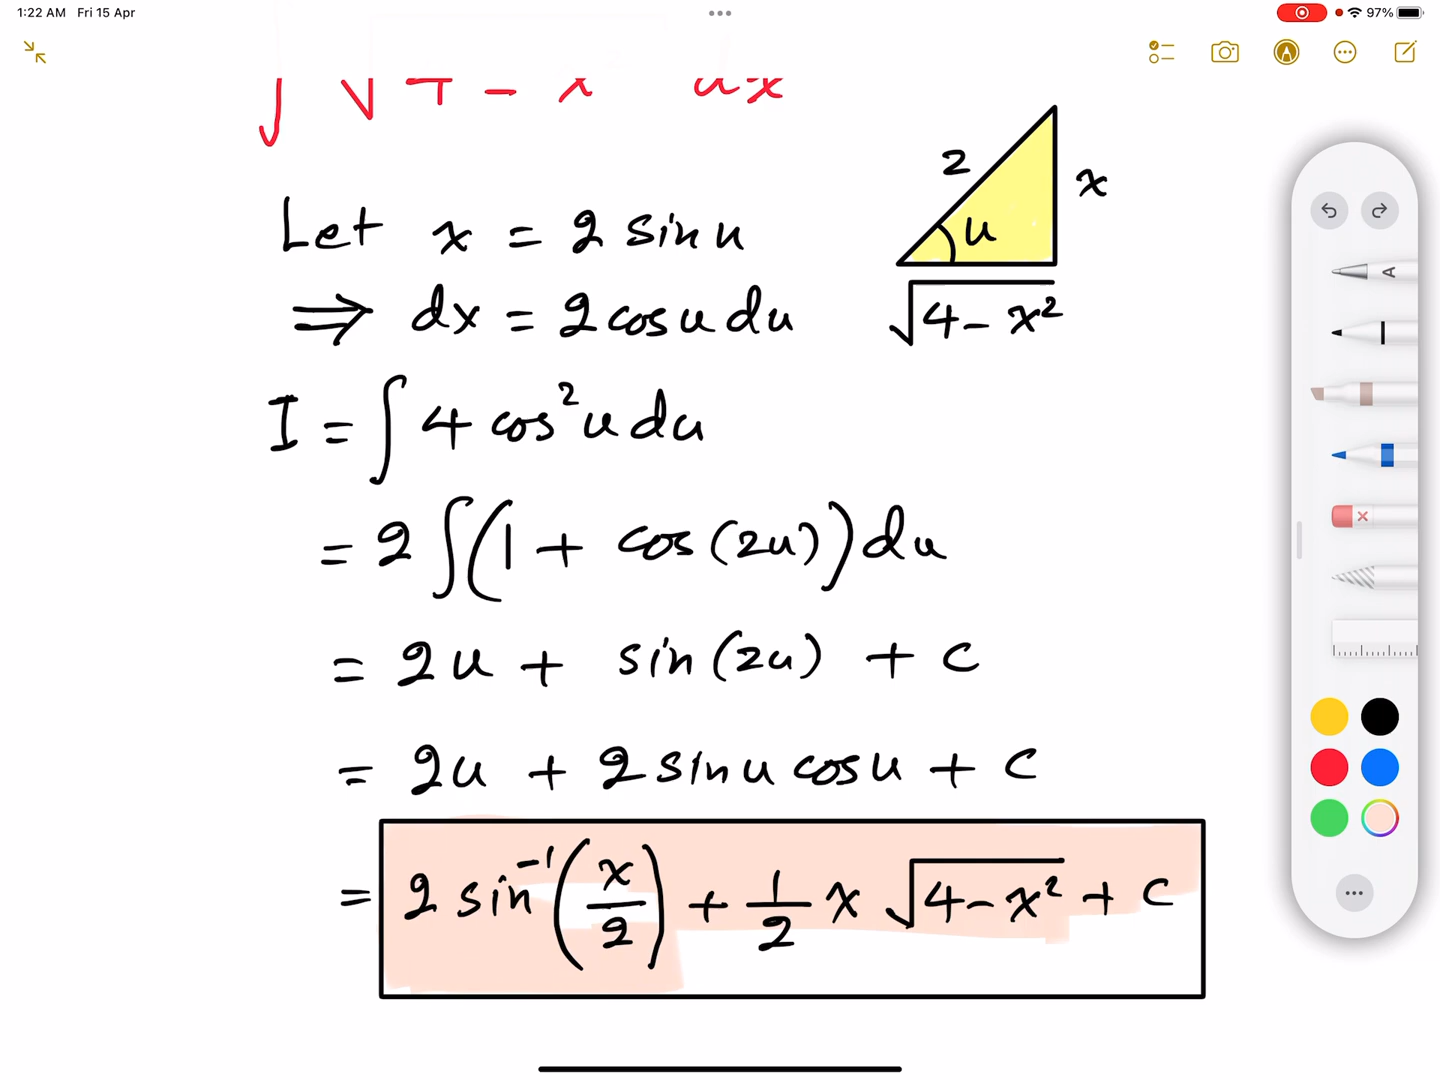 1:22 AM Fri 15 Apr 97%
Let x = 2 sin u
⇒ dx = 2 cos u du
2
x
u
√(4 - x²)
I = ∫ 4 cos² u du
= 2 ∫ (1 + cos(2u)) du
= 2u + sin(2u) + c
= 2u + 2 sin u cos u + c
= 2 sin⁻¹(x/2) + 1/2 x √(4 - x²) + c
A